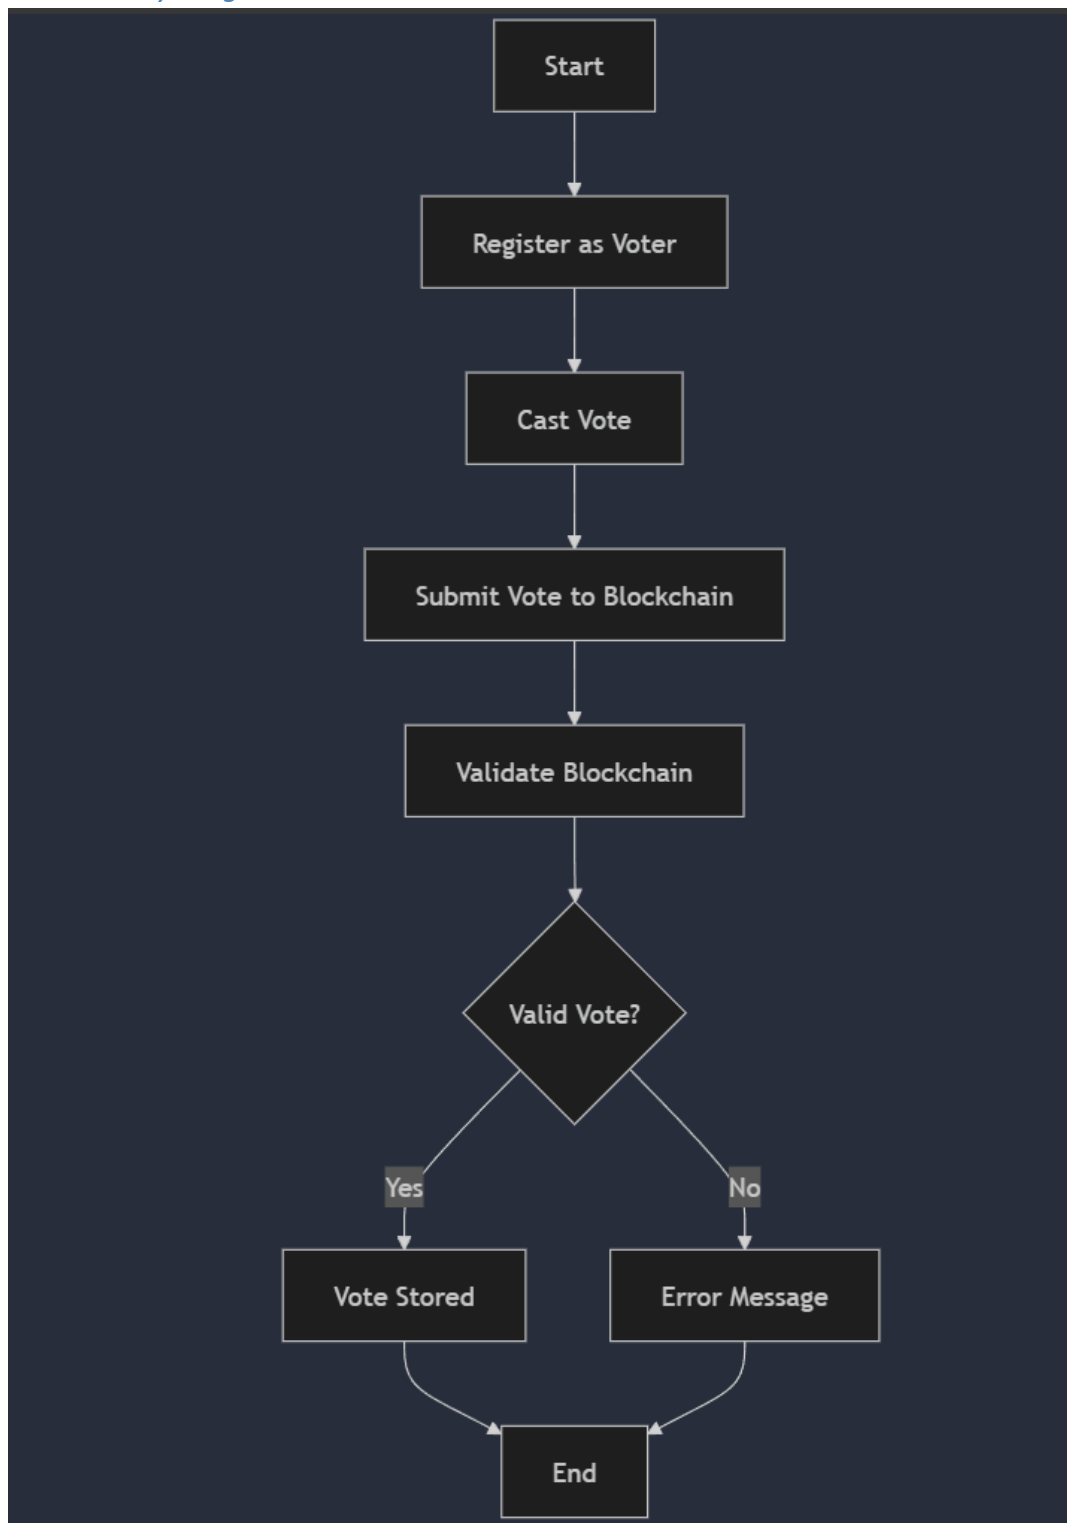 Start
Register as Voter
Cast Vote
Submit Vote to Blockchain
Validate Blockchain
Valid Vote?
Yes
No
Vote Stored
Error Message
End